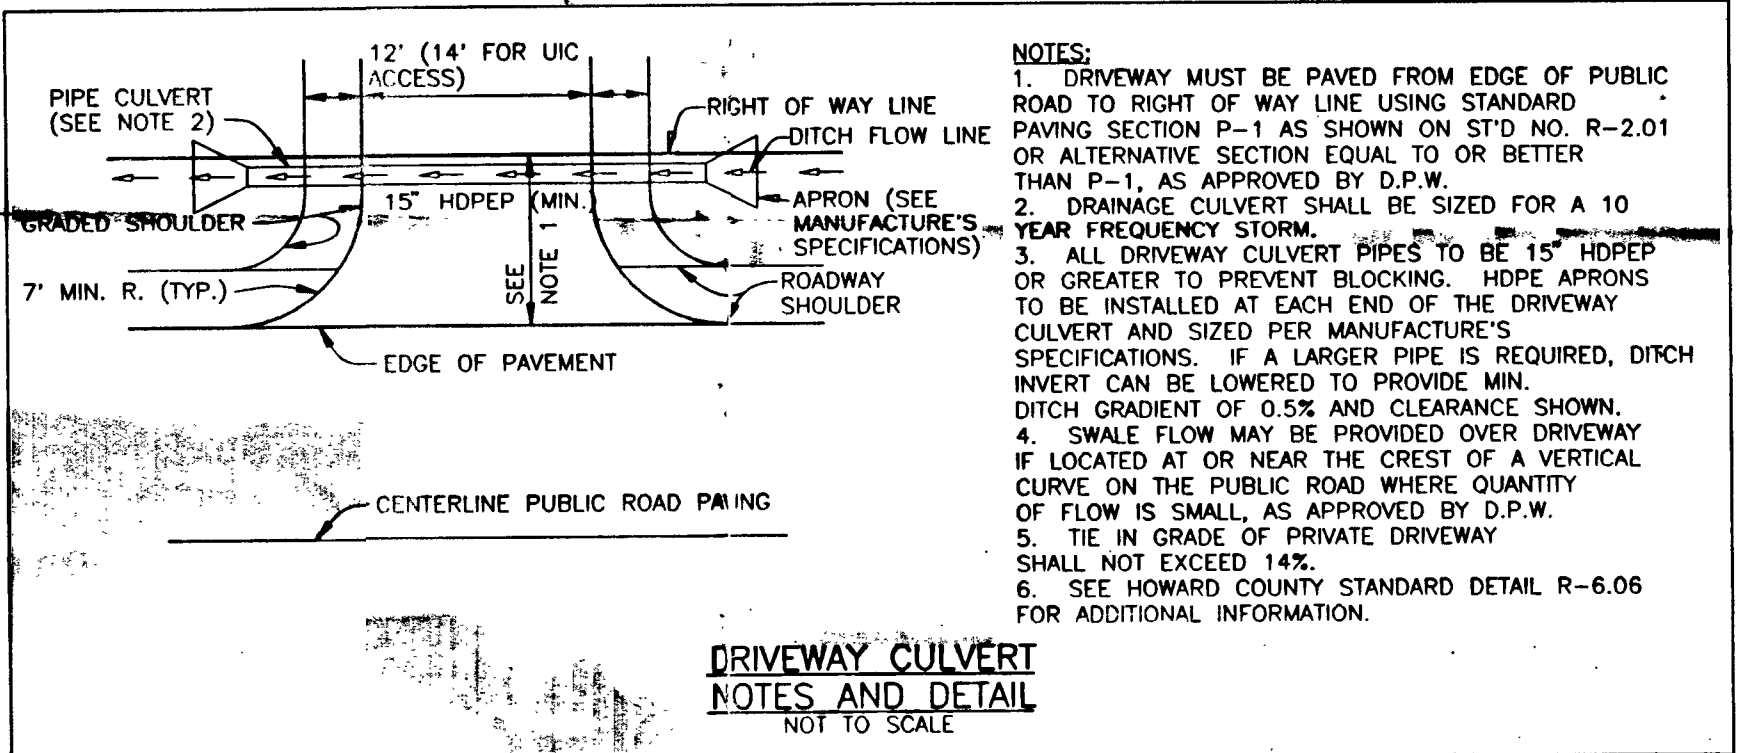 12' (14' FOR UIC
ACCESS)
PIPE CULVERT
(SEE NOTE 2)
RIGHT OF WAY LINE
DITCH FLOW LINE
15" HDPEP (MIN.)
APRON (SEE
MANUFACTURE'S
SPECIFICATIONS)
GRADED SHOULDER
SEE
NOTE 1
7' MIN. R. (TYP.)
ROADWAY
SHOULDER
EDGE OF PAVEMENT
CENTERLINE PUBLIC ROAD PAVING
NOTES:
1. DRIVEWAY MUST BE PAVED FROM EDGE OF PUBLIC
ROAD TO RIGHT OF WAY LINE USING STANDARD
PAVING SECTION P-1 AS SHOWN ON ST'D NO. R-2.01
OR ALTERNATIVE SECTION EQUAL TO OR BETTER
THAN P-1, AS APPROVED BY D.P.W.
2. DRAINAGE CULVERT SHALL BE SIZED FOR A 10
YEAR FREQUENCY STORM.
3. ALL DRIVEWAY CULVERT PIPES TO BE 15" HDPEP
OR GREATER TO PREVENT BLOCKING. HDPE APRONS
TO BE INSTALLED AT EACH END OF THE DRIVEWAY
CULVERT AND SIZED PER MANUFACTURE'S
SPECIFICATIONS. IF A LARGER PIPE IS REQUIRED, DITCH
INVERT CAN BE LOWERED TO PROVIDE MIN.
DITCH GRADIENT OF 0.5% AND CLEARANCE SHOWN.
4. SWALE FLOW MAY BE PROVIDED OVER DRIVEWAY
IF LOCATED AT OR NEAR THE CREST OF A VERTICAL
CURVE ON THE PUBLIC ROAD WHERE QUANTITY
OF FLOW IS SMALL, AS APPROVED BY D.P.W.
5. TIE IN GRADE OF PRIVATE DRIVEWAY
SHALL NOT EXCEED 14%.
6. SEE HOWARD COUNTY STANDARD DETAIL R-6.06
FOR ADDITIONAL INFORMATION.
DRIVEWAY CULVERT
NOTES AND DETAIL
NOT TO SCALE